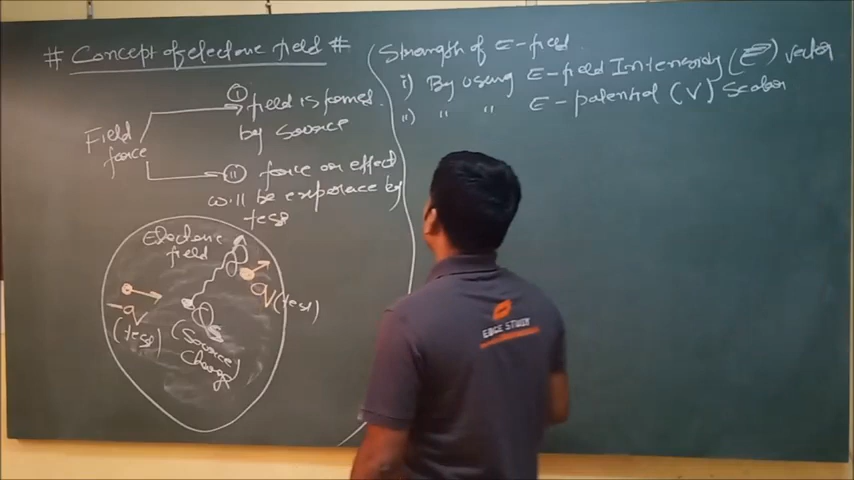 # Concept of electric field #
Field force
(i) field is formed by source
(ii) force or effect
will be experience by
test
Electric
field
-q
(test)
q (test)
(Source
charge)
Strength of E-field
i) By using E-field Intensity (E) vector
ii) " " E-potential (V) Scalar
EDGE STUDY